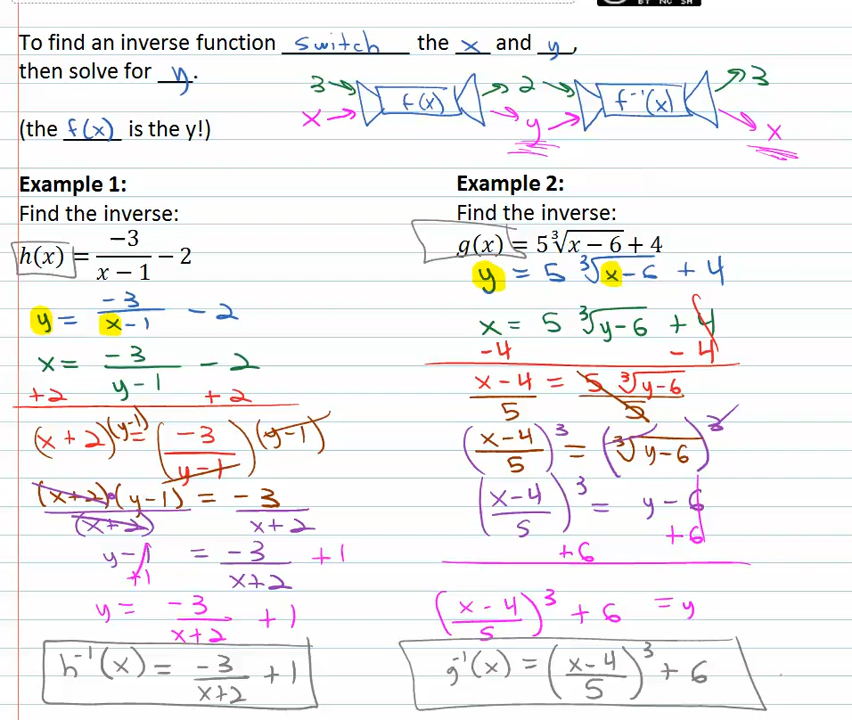 BY NC SA
To find an inverse function switch the x and y,
then solve for y.
3 → f(x) → 2 → f⁻¹(x) → 3
x → y → x
(the f(x) is the y!)
Example 1:
Find the inverse:
h(x) = -3/(x − 1) − 2
y = -3/(x-1) - 2
x = -3/(y-1) - 2
+2 +2
(x+2)(y-1) = (-3/(y-1))(y-1)
(x+2)·(y-1)/(x+2) = -3/(x+2)
y-1 = -3/(x+2) +1
+1
y = -3/(x+2) + 1
h⁻¹(x) = -3/(x+2) + 1
Example 2:
Find the inverse:
g(x) = 5∛(x − 6) + 4
y = 5 ∛(x-6) + 4
x = 5 ∛(y-6) + 4
-4 - 4
(x-4)/5 = 5 ∛(y-6)/5
((x-4)/5)³ = (∛(y-6))³
((x-4)/5)³ = y - 6
+6 +6
((x-4)/5)³ + 6 = y
g⁻¹(x) = ((x-4)/5)³ + 6